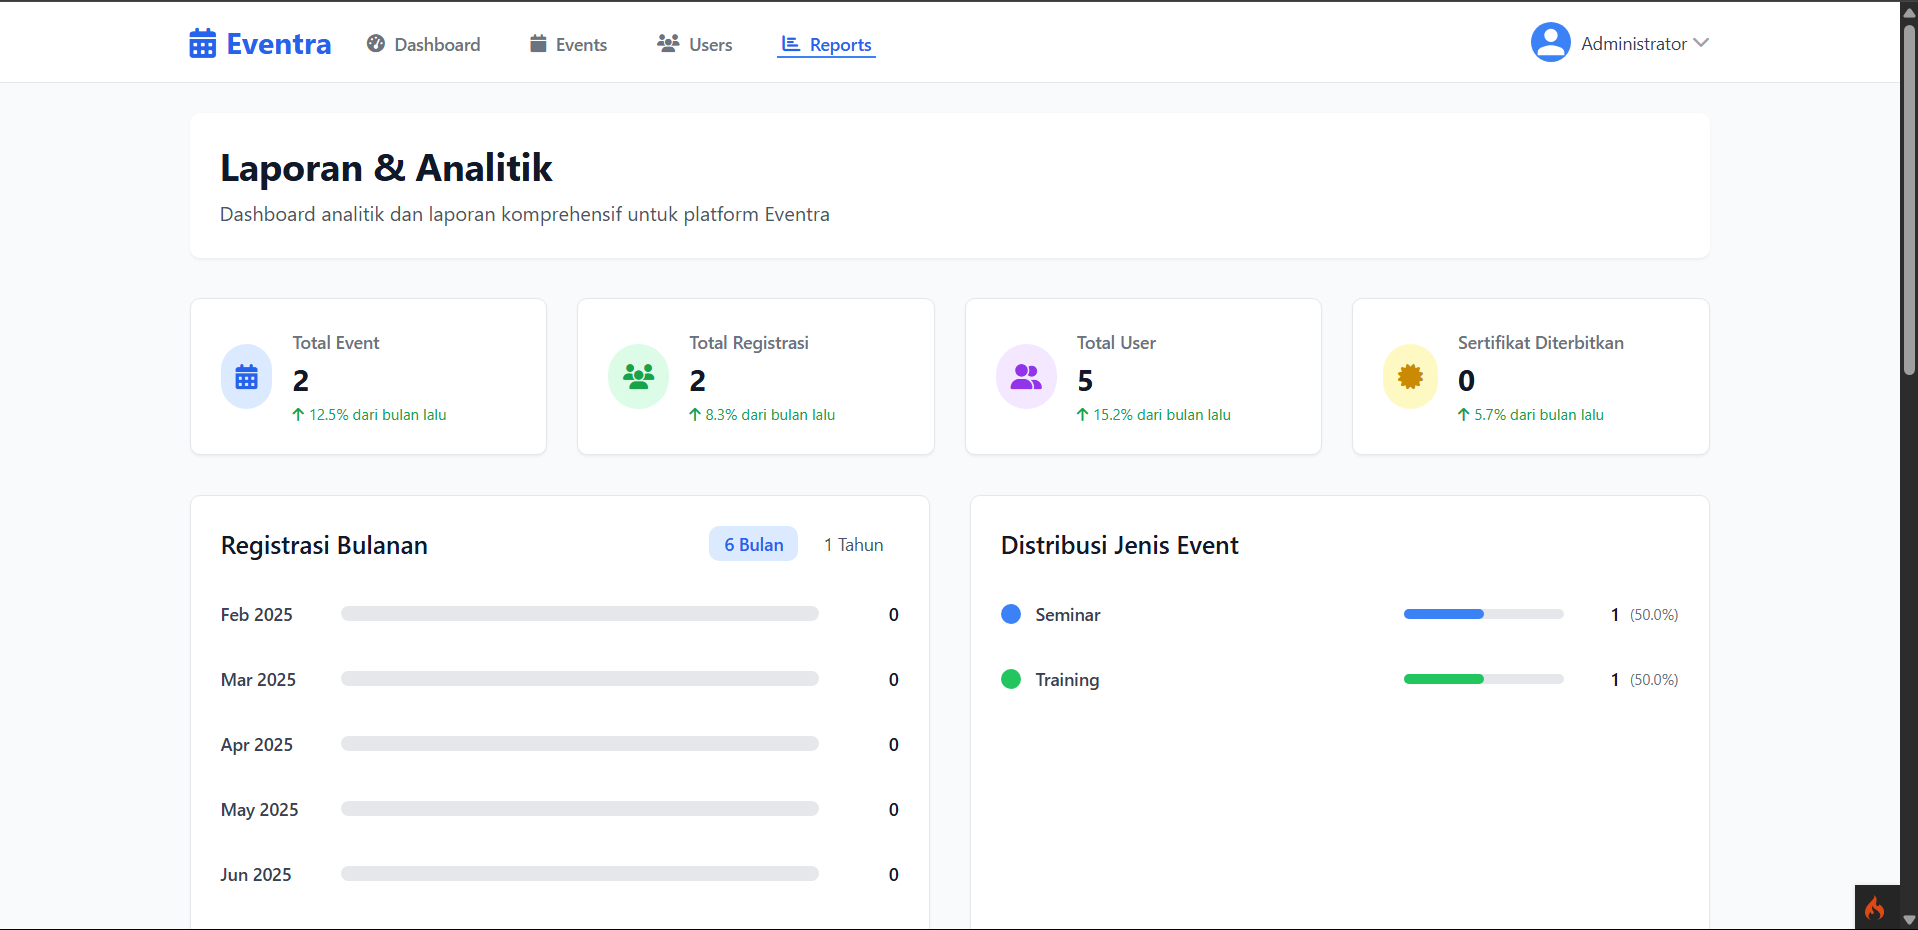 Eventra
Dashboard
Events
Users
Reports
Administrator
Laporan & Analitik
Dashboard analitik dan laporan komprehensif untuk platform Eventra
Total Event
2
12.5% dari bulan lalu
Total Registrasi
2
8.3% dari bulan lalu
Total User
5
15.2% dari bulan lalu
Sertifikat Diterbitkan
0
5.7% dari bulan lalu
Registrasi Bulanan
6 Bulan
1 Tahun
Feb 2025 0
Mar 2025 0
Apr 2025 0
May 2025 0
Jun 2025 0
Distribusi Jenis Event
Seminar 1 (50.0%)
Training 1 (50.0%)